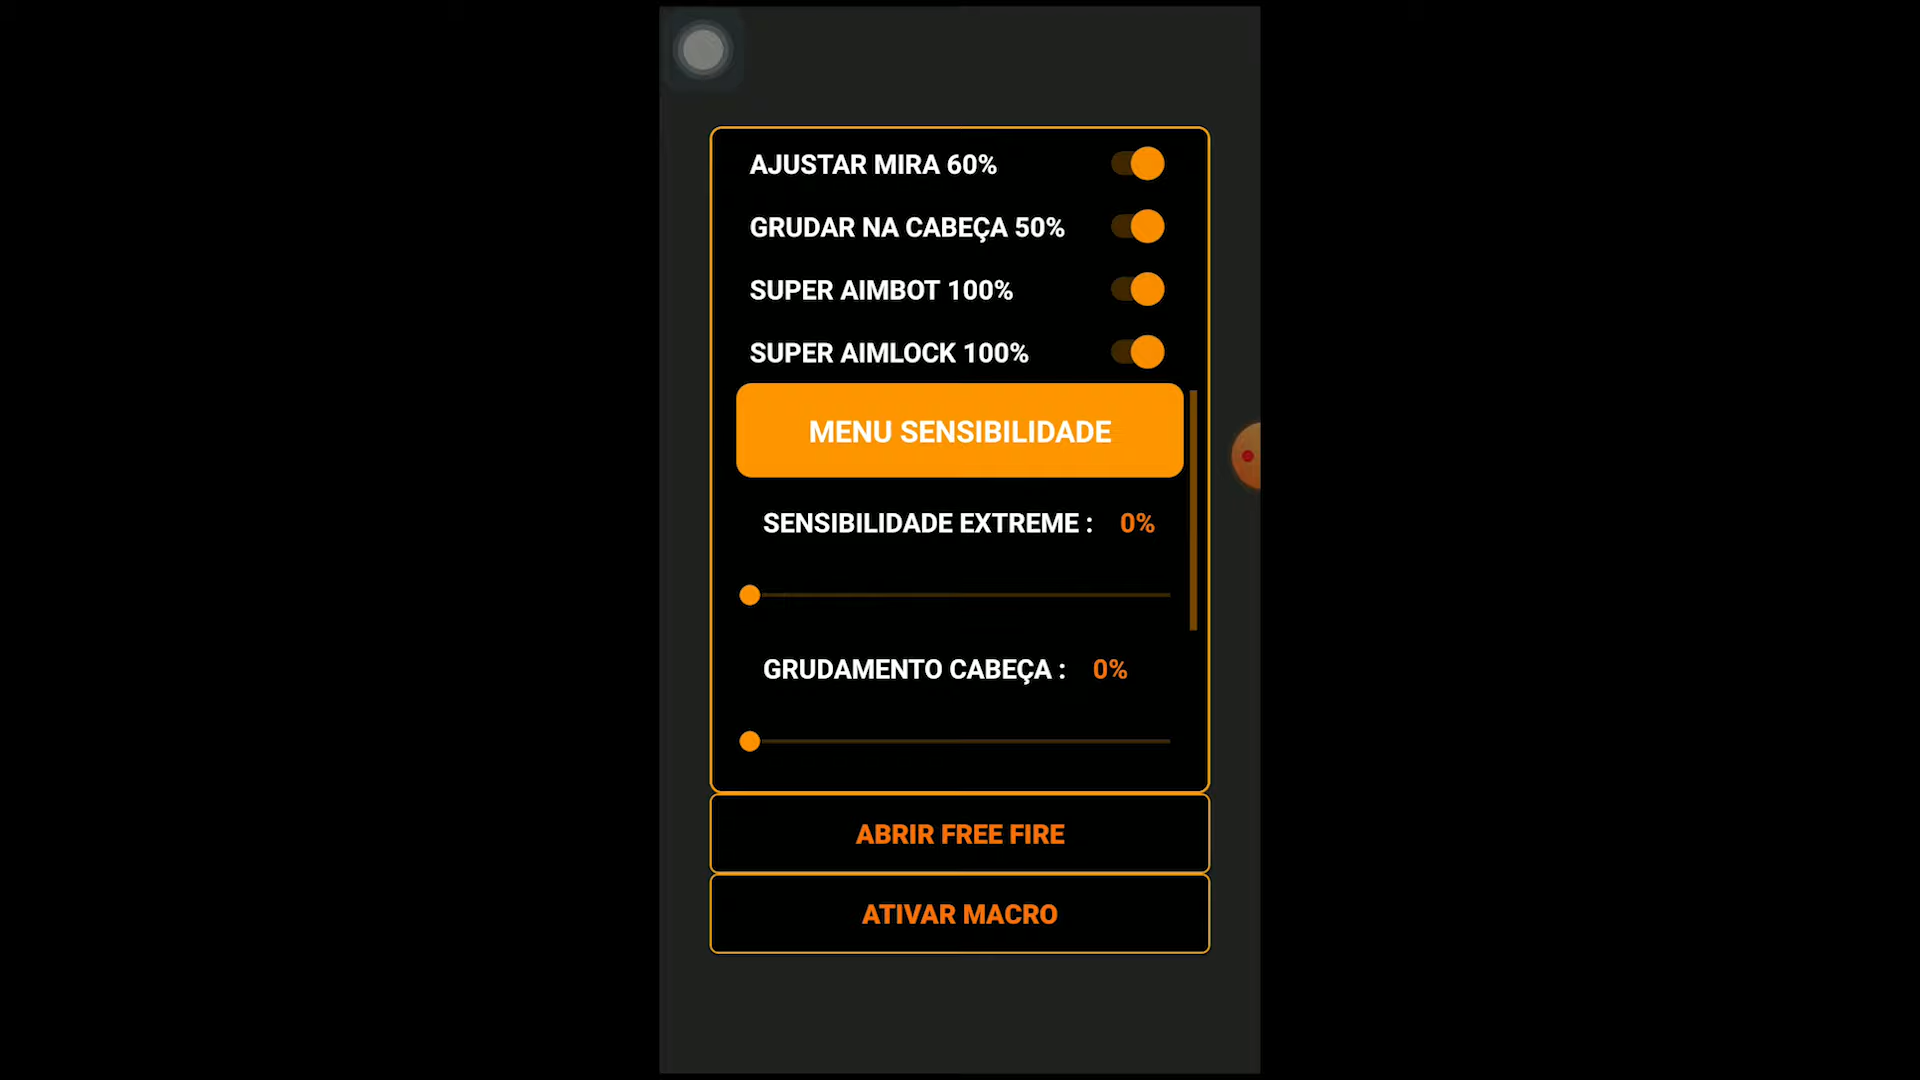 AJUSTAR MIRA 60%
GRUDAR NA CABEÇA 50%
SUPER AIMBOT 100%
SUPER AIMLOCK 100%
MENU SENSIBILIDADE
SENSIBILIDADE EXTREME : 0%
GRUDAMENTO CABEÇA : 0%
ABRIR FREE FIRE
ATIVAR MACRO